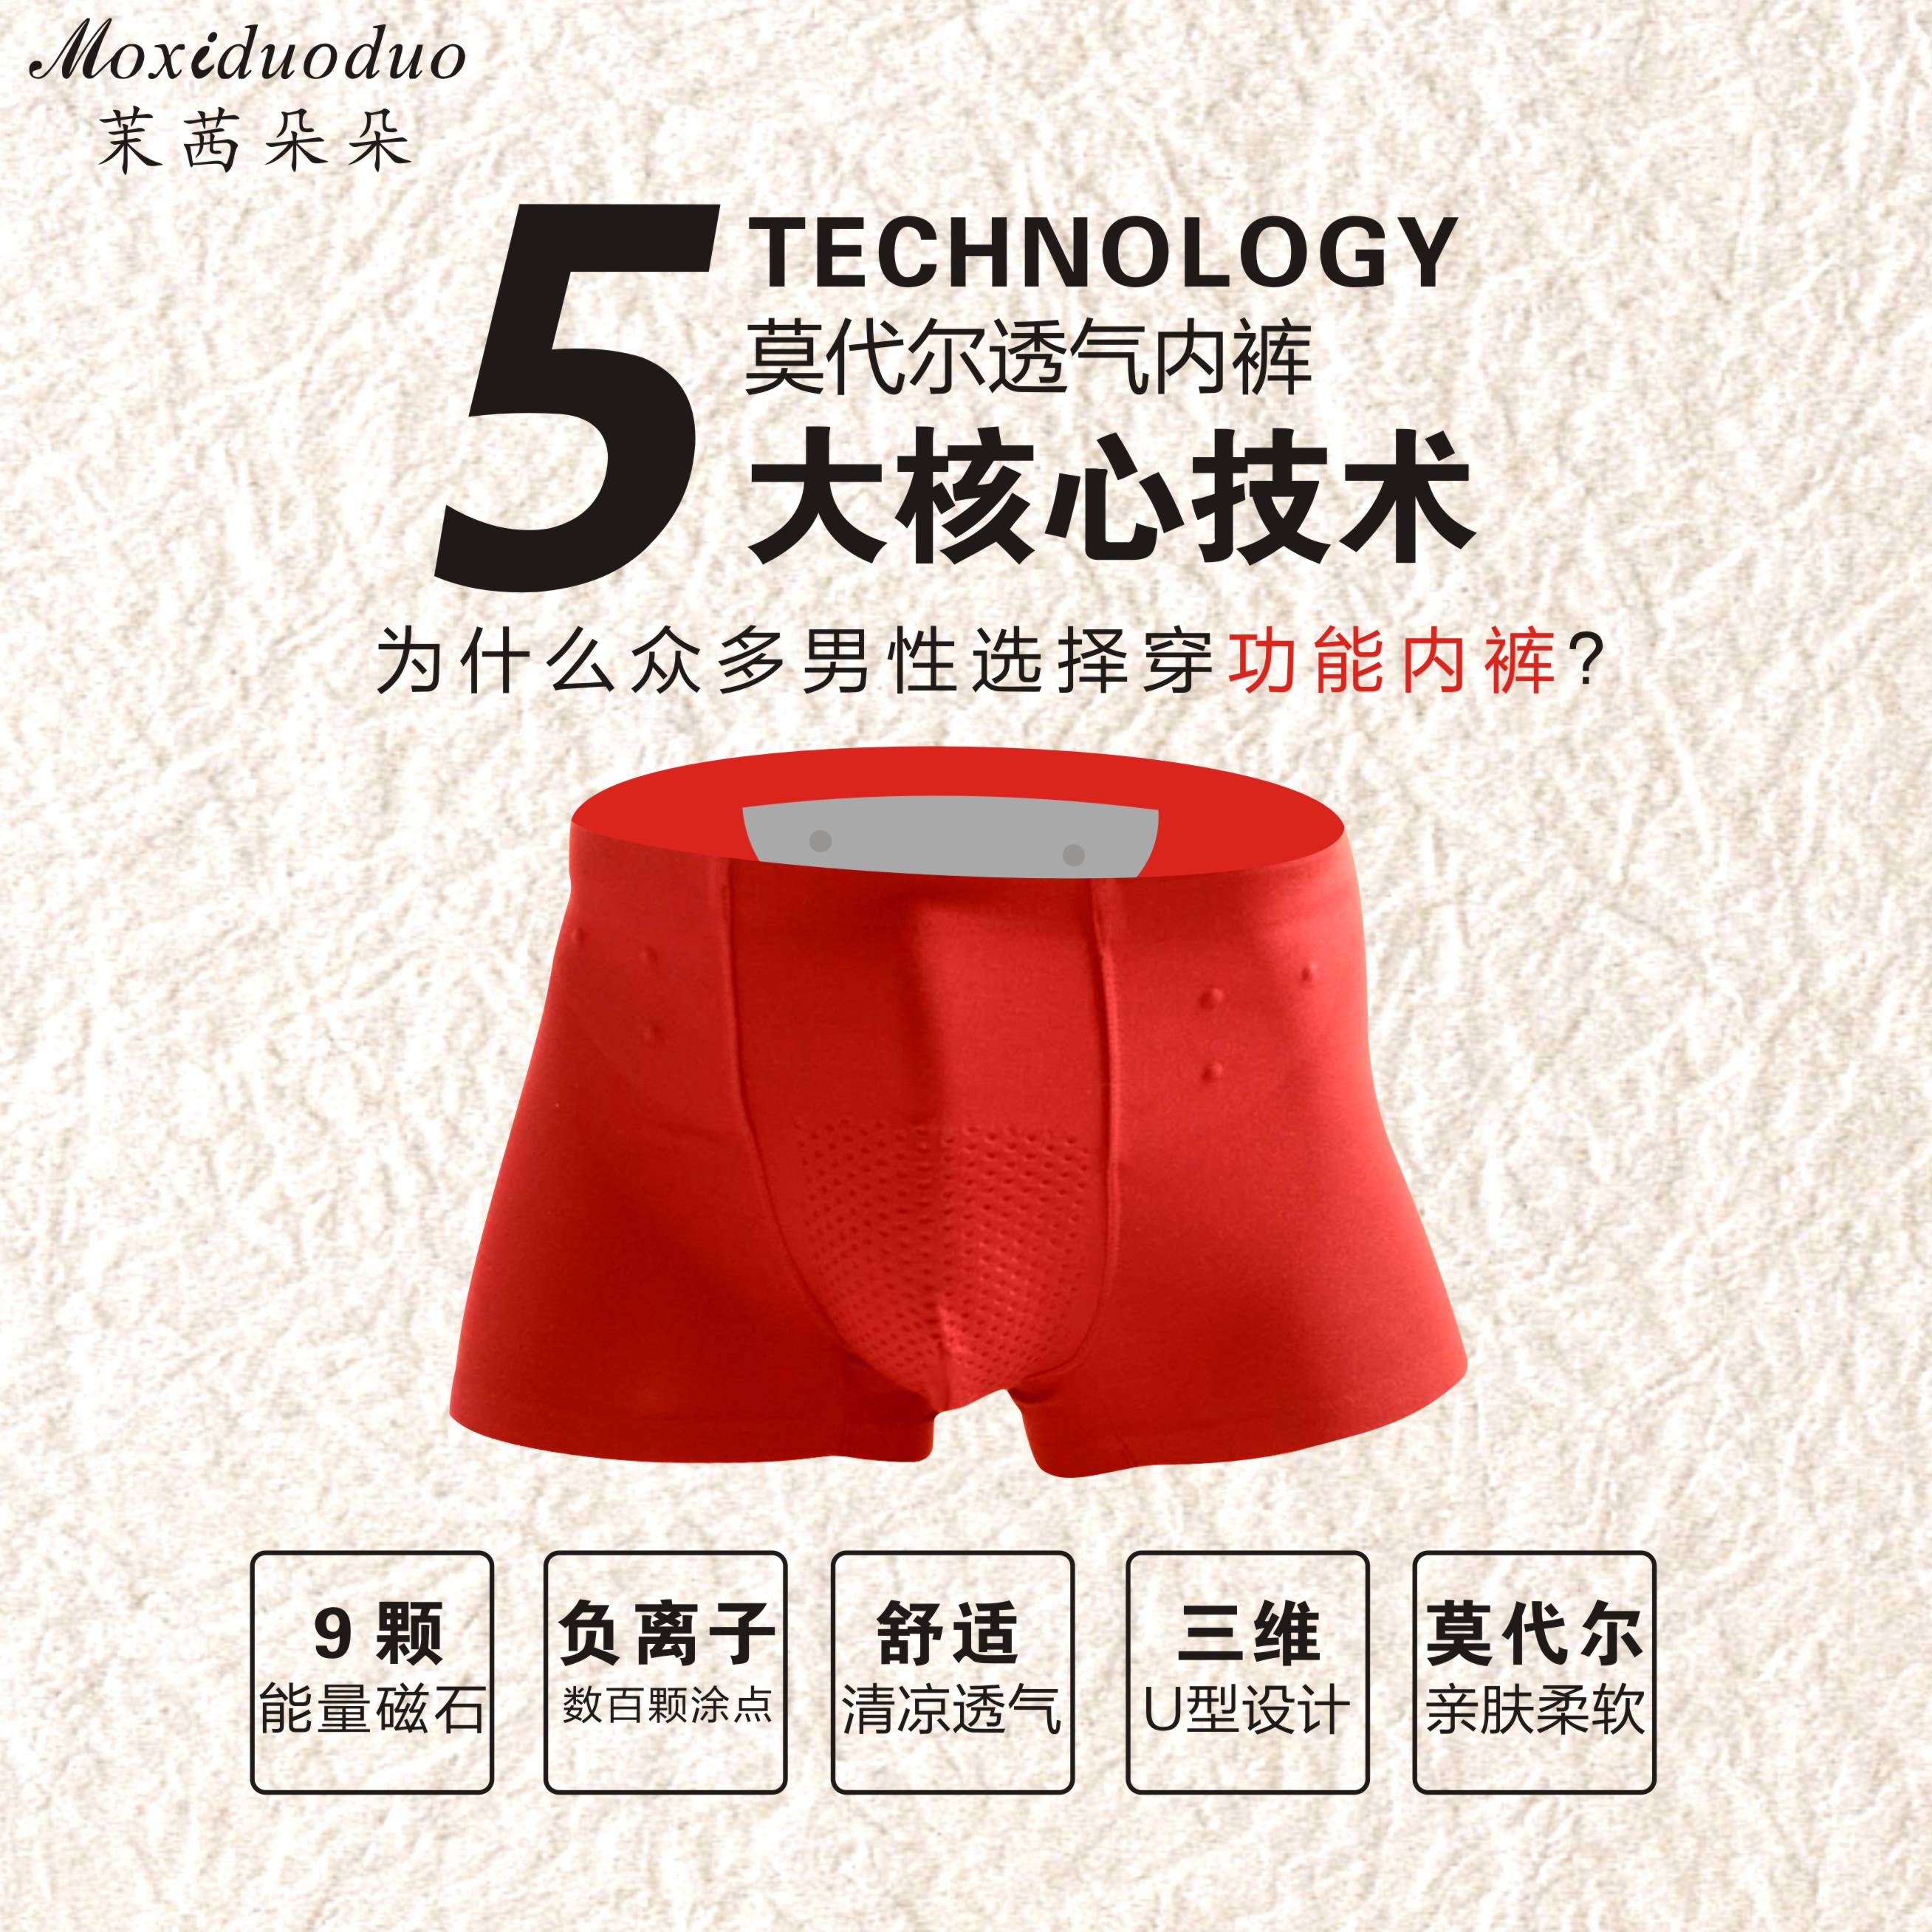 Moxiduoduo
茉茜朵朵
5 TECHNOLOGY
莫代尔透气内裤
大核心技术
为什么众多男性选择穿功能内裤?
9颗
能量磁石
负离子
数百颗涂点
舒适
清凉透气
三维
U型设计
莫代尔
亲肤柔软